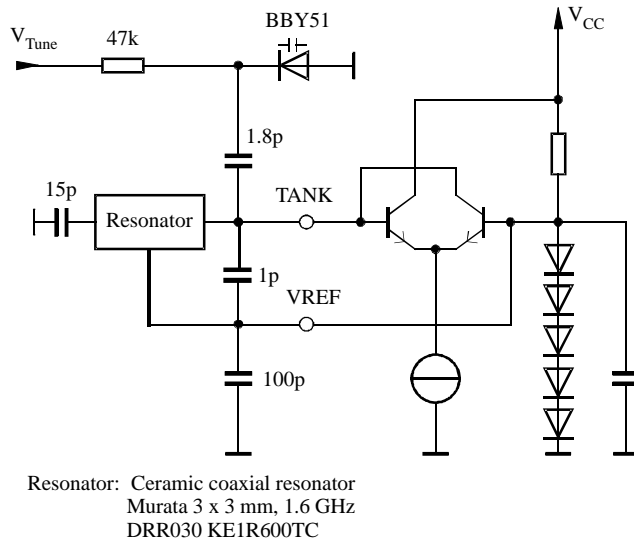 BBY51
V_CC
V_Tune
47k
1.8p
15p
TANK
Resonator
1p
VREF
100p
Resonator: Ceramic coaxial resonator
Murata 3 x 3 mm, 1.6 GHz
DRR030 KE1R600TC